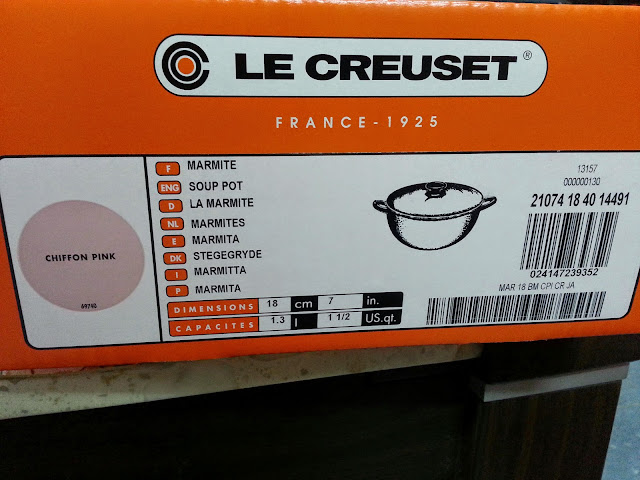 LE CREUSET®
FRANCE - 1925
CHIFFON PINK
69740
F MARMITE
ENG SOUP POT
D LA MARMITE
NL MARMITES
E MARMITA
DK STEGEGRYDE
I MARMITTA
P MARMITA
DIMENSIONS 18 cm 7 in.
CAPACITES 1.3 l 1 1/2 US.qt.
13157
000000130
21074 18 40 14491
024147239352
MAR 18 BM CPI CR JA